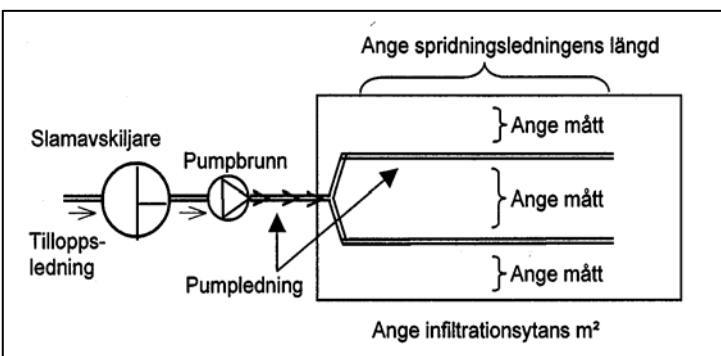 Ange spridningsledningens längd
Slamavskiljare
Pumpbrunn
Ange mått
Ange mått
Ange mått
Tillopps-
ledning
Pumpledning
Ange infiltrationsytans m²